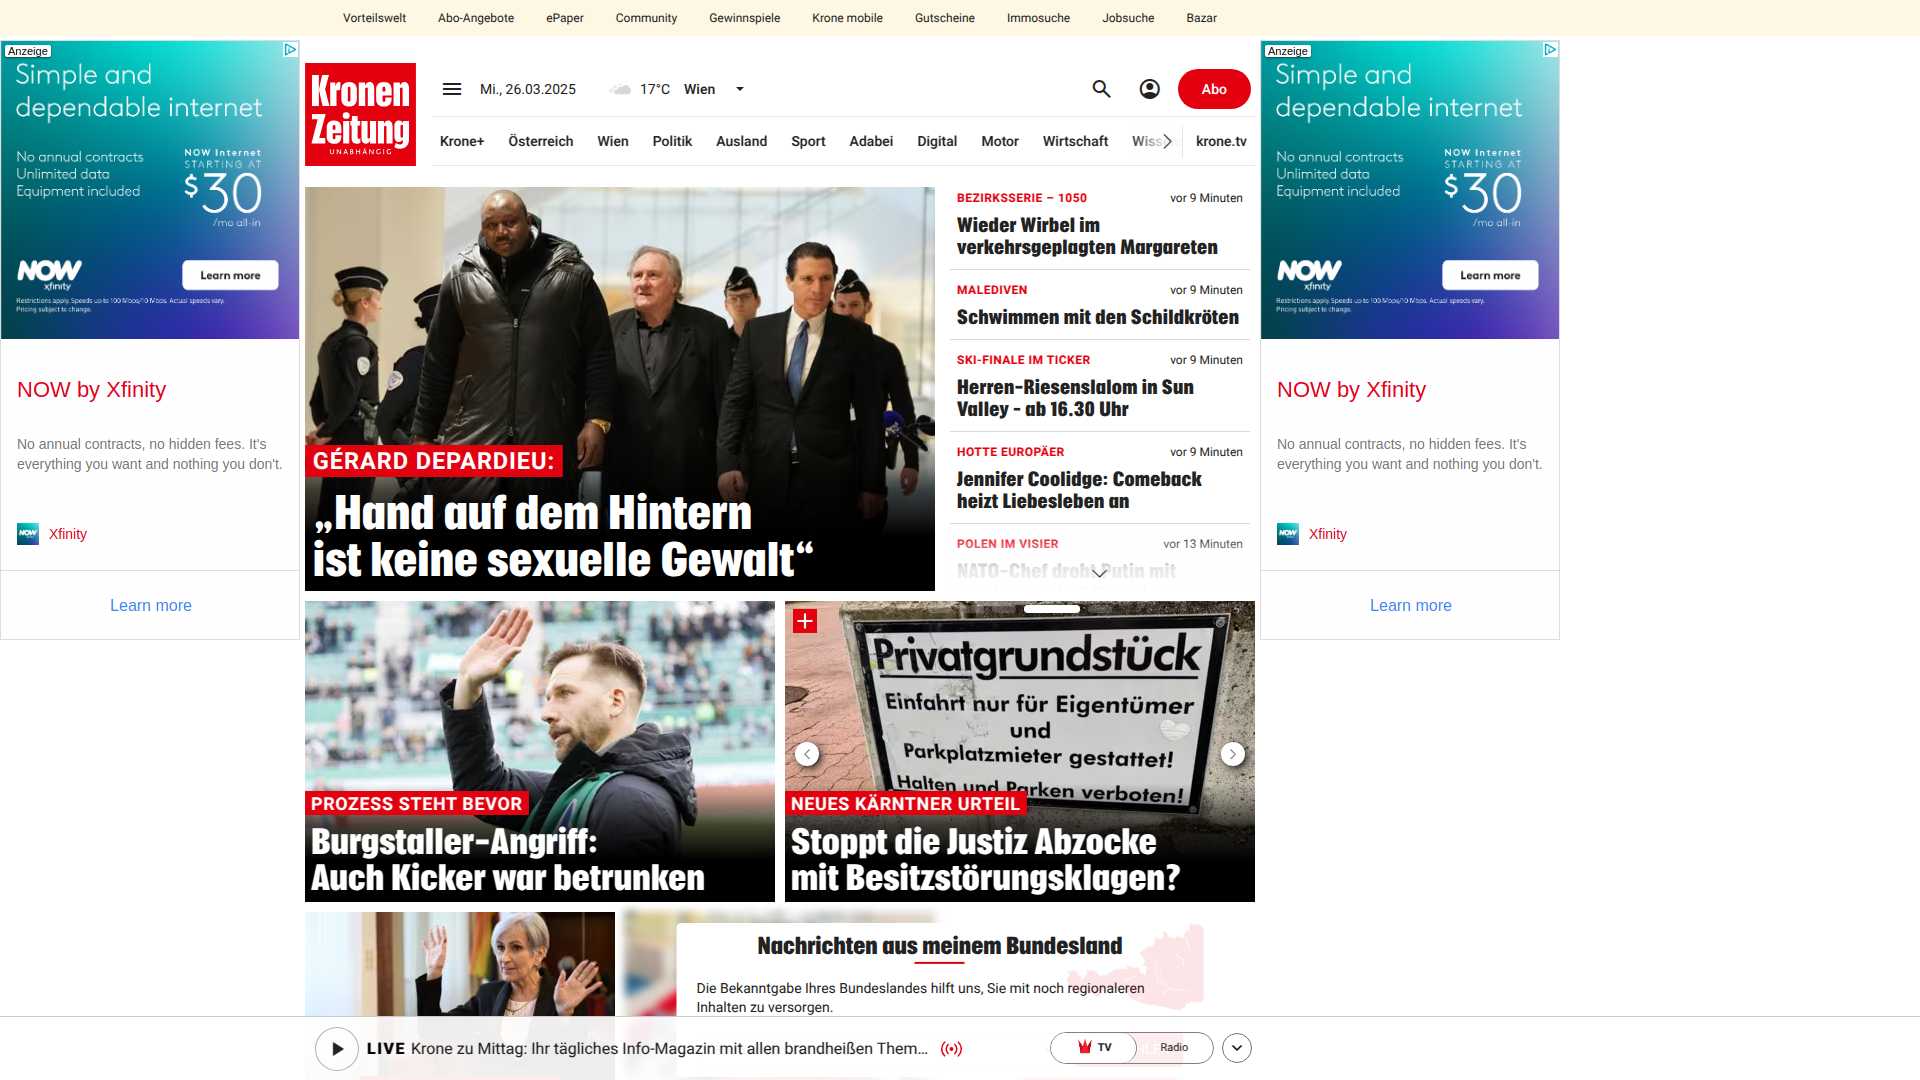 Vorteilswelt Abo-Angebote ePaper Community Gewinnspiele Krone mobile Gutscheine Immosuche Jobsuche Bazar
Anzeige
Simple and
dependable internet
No annual contracts
Unlimited data
Equipment included
NOW Internet
STARTING AT
$30
/mo all-in
NOW
xfinity
Learn more
Restrictions apply. Speeds up to 100 Mbps/10 Mbps. Actual speeds vary.
Pricing subject to change.
NOW by Xfinity
No annual contracts, no hidden fees. It's
everything you want and nothing you don't.
NOW
Xfinity
Learn more
Kronen
Zeitung
UNABHÄNGIG
Mi., 26.03.2025 17°C Wien
Abo
Krone+ Österreich Wien Politik Ausland Sport Adabei Digital Motor Wirtschaft Wiss krone.tv
GÉRARD DEPARDIEU:
„Hand auf dem Hintern
ist keine sexuelle Gewalt“
BEZIRKSSERIE – 1050 vor 9 Minuten
Wieder Wirbel im
verkehrsgeplagten Margareten
MALEDIVEN vor 9 Minuten
Schwimmen mit den Schildkröten
SKI-FINALE IM TICKER vor 9 Minuten
Herren-Riesenslalom in Sun
Valley - ab 16.30 Uhr
HOTTE EUROPÄER vor 9 Minuten
Jennifer Coolidge: Comeback
heizt Liebesleben an
POLEN IM VISIER vor 13 Minuten
NATO-Chef droht Putin mit
PROZESS STEHT BEVOR
Burgstaller-Angriff:
Auch Kicker war betrunken
Privatgrundstück
Einfahrt nur für Eigentümer
und
Parkplatzmieter gestattet!
Halten und Parken verboten!
NEUES KÄRNTNER URTEIL
Stoppt die Justiz Abzocke
mit Besitzstörungsklagen?
Nachrichten aus meinem Bundesland
Die Bekanntgabe Ihres Bundeslandes hilft uns, Sie mit noch regionaleren
Inhalten zu versorgen.
LIVE Krone zu Mittag: Ihr tägliches Info-Magazin mit allen brandheißen Them...
TV Radio
Anzeige
Simple and
dependable internet
No annual contracts
Unlimited data
Equipment included
NOW Internet
STARTING AT
$30
/mo all-in
NOW
xfinity
Learn more
Restrictions apply. Speeds up to 100 Mbps/10 Mbps. Actual speeds vary.
Pricing subject to change.
NOW by Xfinity
No annual contracts, no hidden fees. It's
everything you want and nothing you don't.
NOW
Xfinity
Learn more